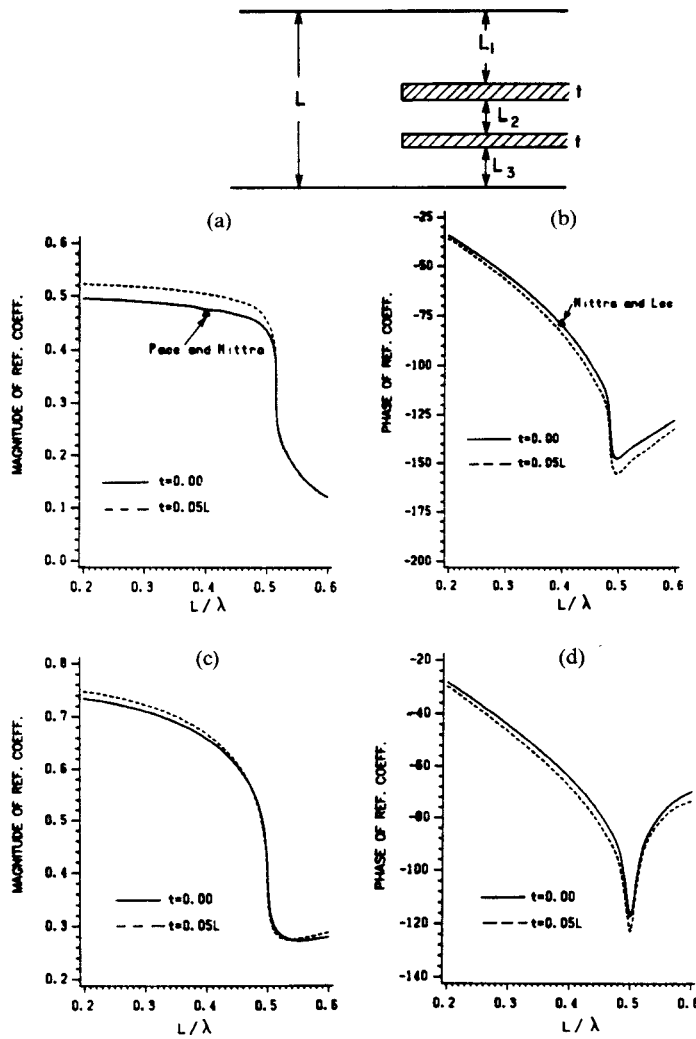 L
L1
t
L2
t
L3
(a)
0.6
0.5
0.4
0.3
0.2
0.1
0.0
MAGNITUDE OF REF. COEFF.
Pace and Mittra
t=0.00
t=0.05L
0.2 0.3 0.4 0.5 0.6
L/λ
(b)
-25
-50
-75
-100
-125
-150
-175
-200
PHASE OF REF. COEFF.
Mittra and Lee
t=0.00
t=0.05L
0.2 0.3 0.4 0.5 0.6
L/λ
(c)
0.8
0.7
0.6
0.5
0.4
0.3
0.2
MAGNITUDE OF REF. COEFF.
t=0.00
t=0.05L
0.2 0.3 0.4 0.5 0.6
L/λ
(d)
-20
-40
-60
-80
-100
-120
-140
PHASE OF REF. COEFF.
t=0.00
t=0.05L
0.2 0.3 0.4 0.5 0.6
L/λ